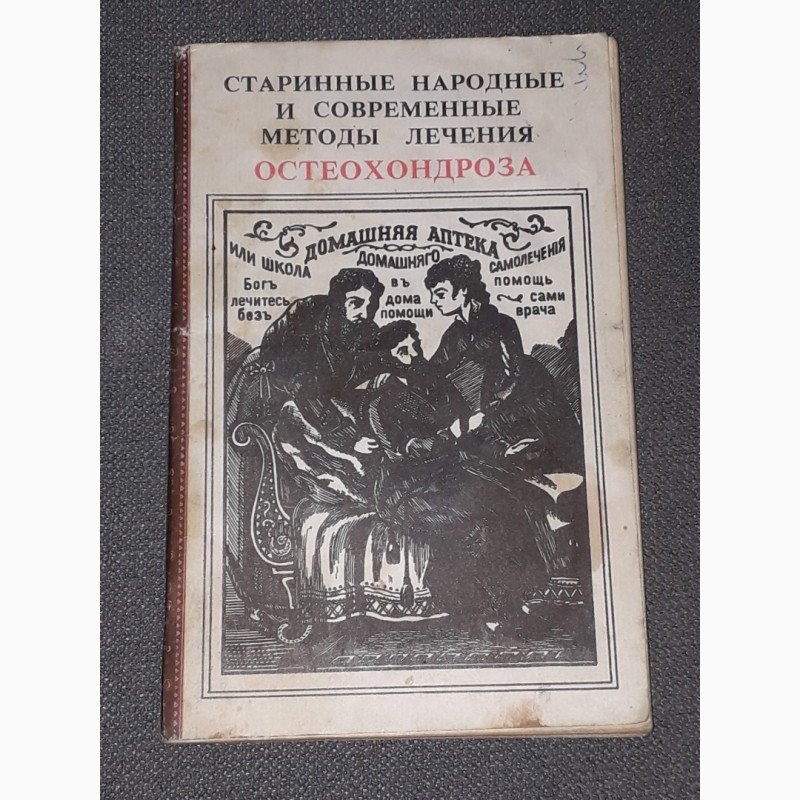 СТАРИННЫЕ НАРОДНЫЕ
И СОВРЕМЕННЫЕ
МЕТОДЫ ЛЕЧЕНИЯ
ОСТЕОХОНДРОЗА
ДОМАШНЯЯ АПТЕКА
ИЛИ ШКОЛА ДОМАШНЯГО САМОЛЕЧЕНІЯ
Богъ въ помощь
лечитесь дома сами
безъ помощи врача